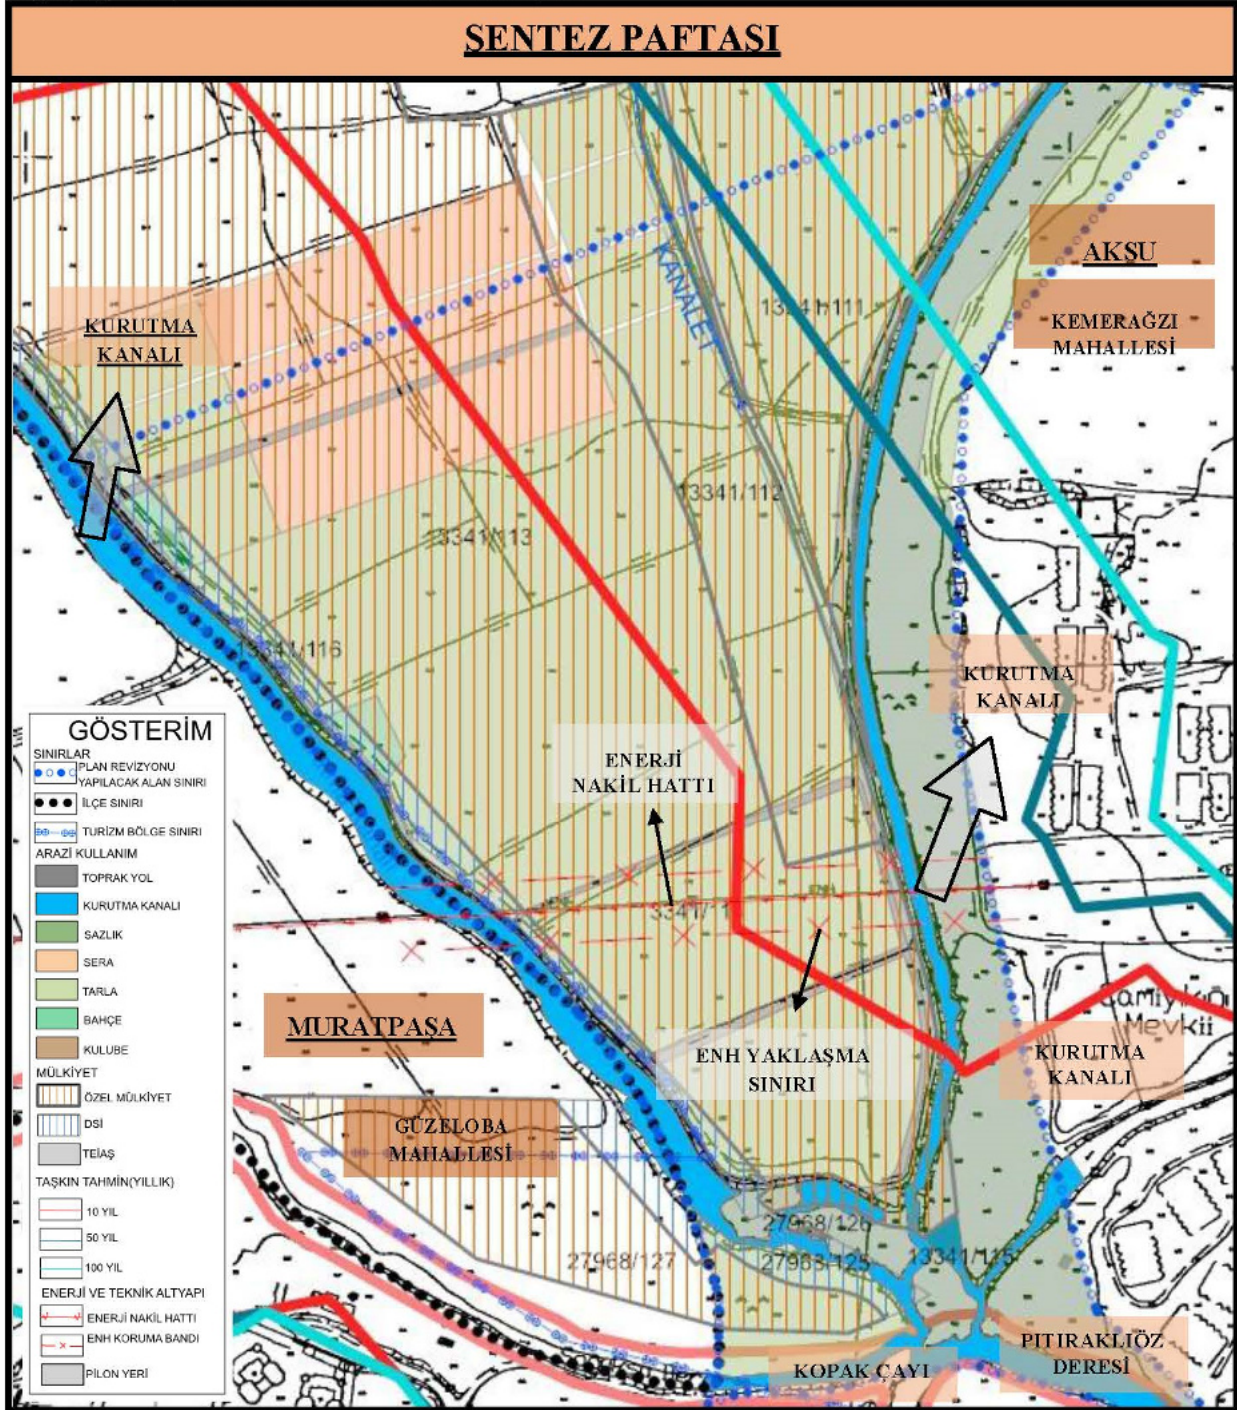 SENTEZ PAFTASI
KURUTMA
KANALI
KANALET
13341/111
AKSU
KEMERAĞZI
MAHALLESİ
13341/112
13341/113
13341/116
KURUTMA
KANALI
ENERJİ
NAKİL HATTI
MURATPAŞA
ENH YAKLAŞMA
SINIRI
Camiyikığı
Mevkii
KURUTMA
KANALI
GÜZELOBA
MAHALLESİ
27968/126
27968/127
27968/125
13341/115
KOPAK ÇAYI
PITIRAKLIÖZ
DERESİ
GÖSTERİM
SINIRLAR
PLAN REVİZYONU
YAPILACAK ALAN SINIRI
İLÇE SINIRI
TURİZM BÖLGE SINIRI
ARAZİ KULLANIM
TOPRAK YOL
KURUTMA KANALI
SAZLIK
SERA
TARLA
BAHÇE
KULUBE
MÜLKİYET
ÖZEL MÜLKİYET
DSİ
TEİAŞ
TAŞKIN TAHMİN(YILLIK)
10 YIL
50 YIL
100 YIL
ENERJİ VE TEKNİK ALTYAPI
ENERJİ NAKİL HATTI
ENH KORUMA BANDI
PİLON YERİ